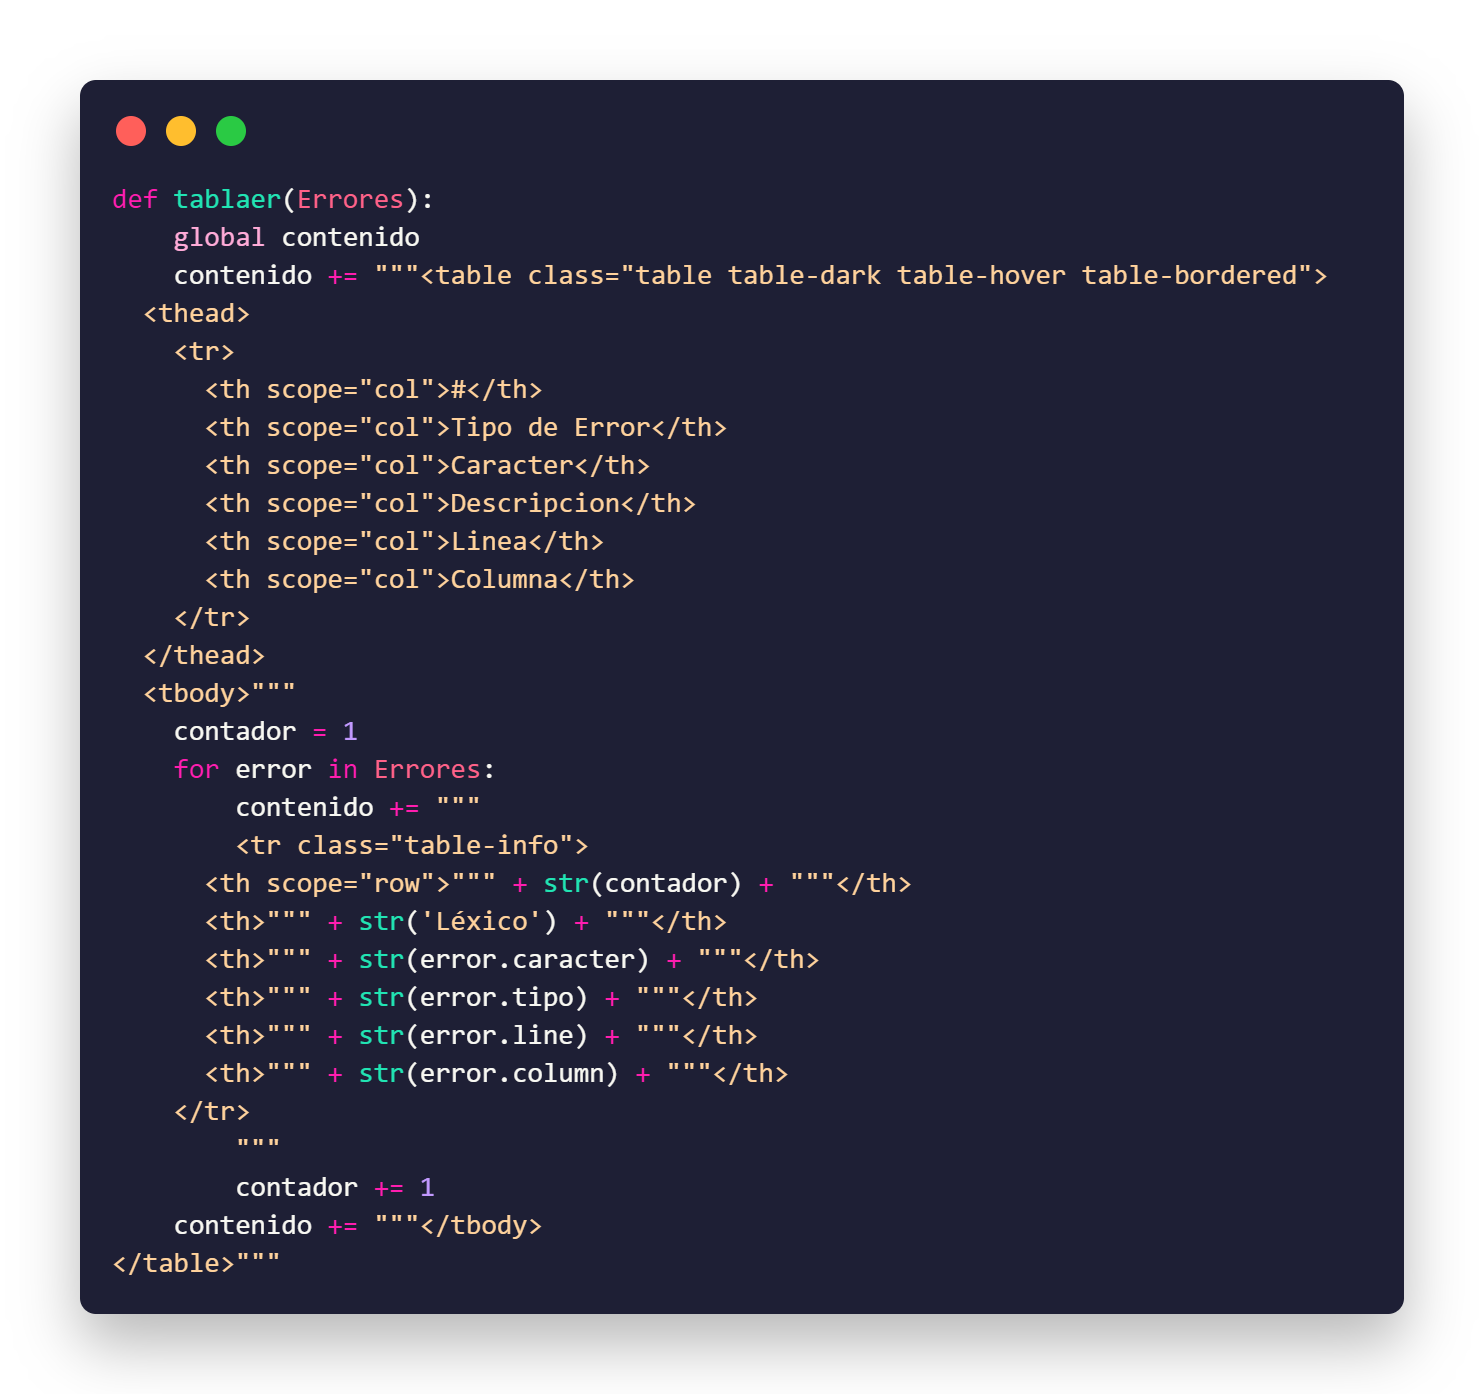 def tablaer(Errores):
    global contenido
    contenido += """<table class="table table-dark table-hover table-bordered">
  <thead>
    <tr>
      <th scope="col">#</th>
      <th scope="col">Tipo de Error</th>
      <th scope="col">Caracter</th>
      <th scope="col">Descripcion</th>
      <th scope="col">Linea</th>
      <th scope="col">Columna</th>
    </tr>
  </thead>
  <tbody>"""
    contador = 1
    for error in Errores:
        contenido += """
        <tr class="table-info">
      <th scope="row">""" + str(contador) + """</th>
      <th>""" + str('Léxico') + """</th>
      <th>""" + str(error.caracter) + """</th>
      <th>""" + str(error.tipo) + """</th>
      <th>""" + str(error.line) + """</th>
      <th>""" + str(error.column) + """</th>
    </tr>
        """
        contador += 1
    contenido += """</tbody>
</table>"""